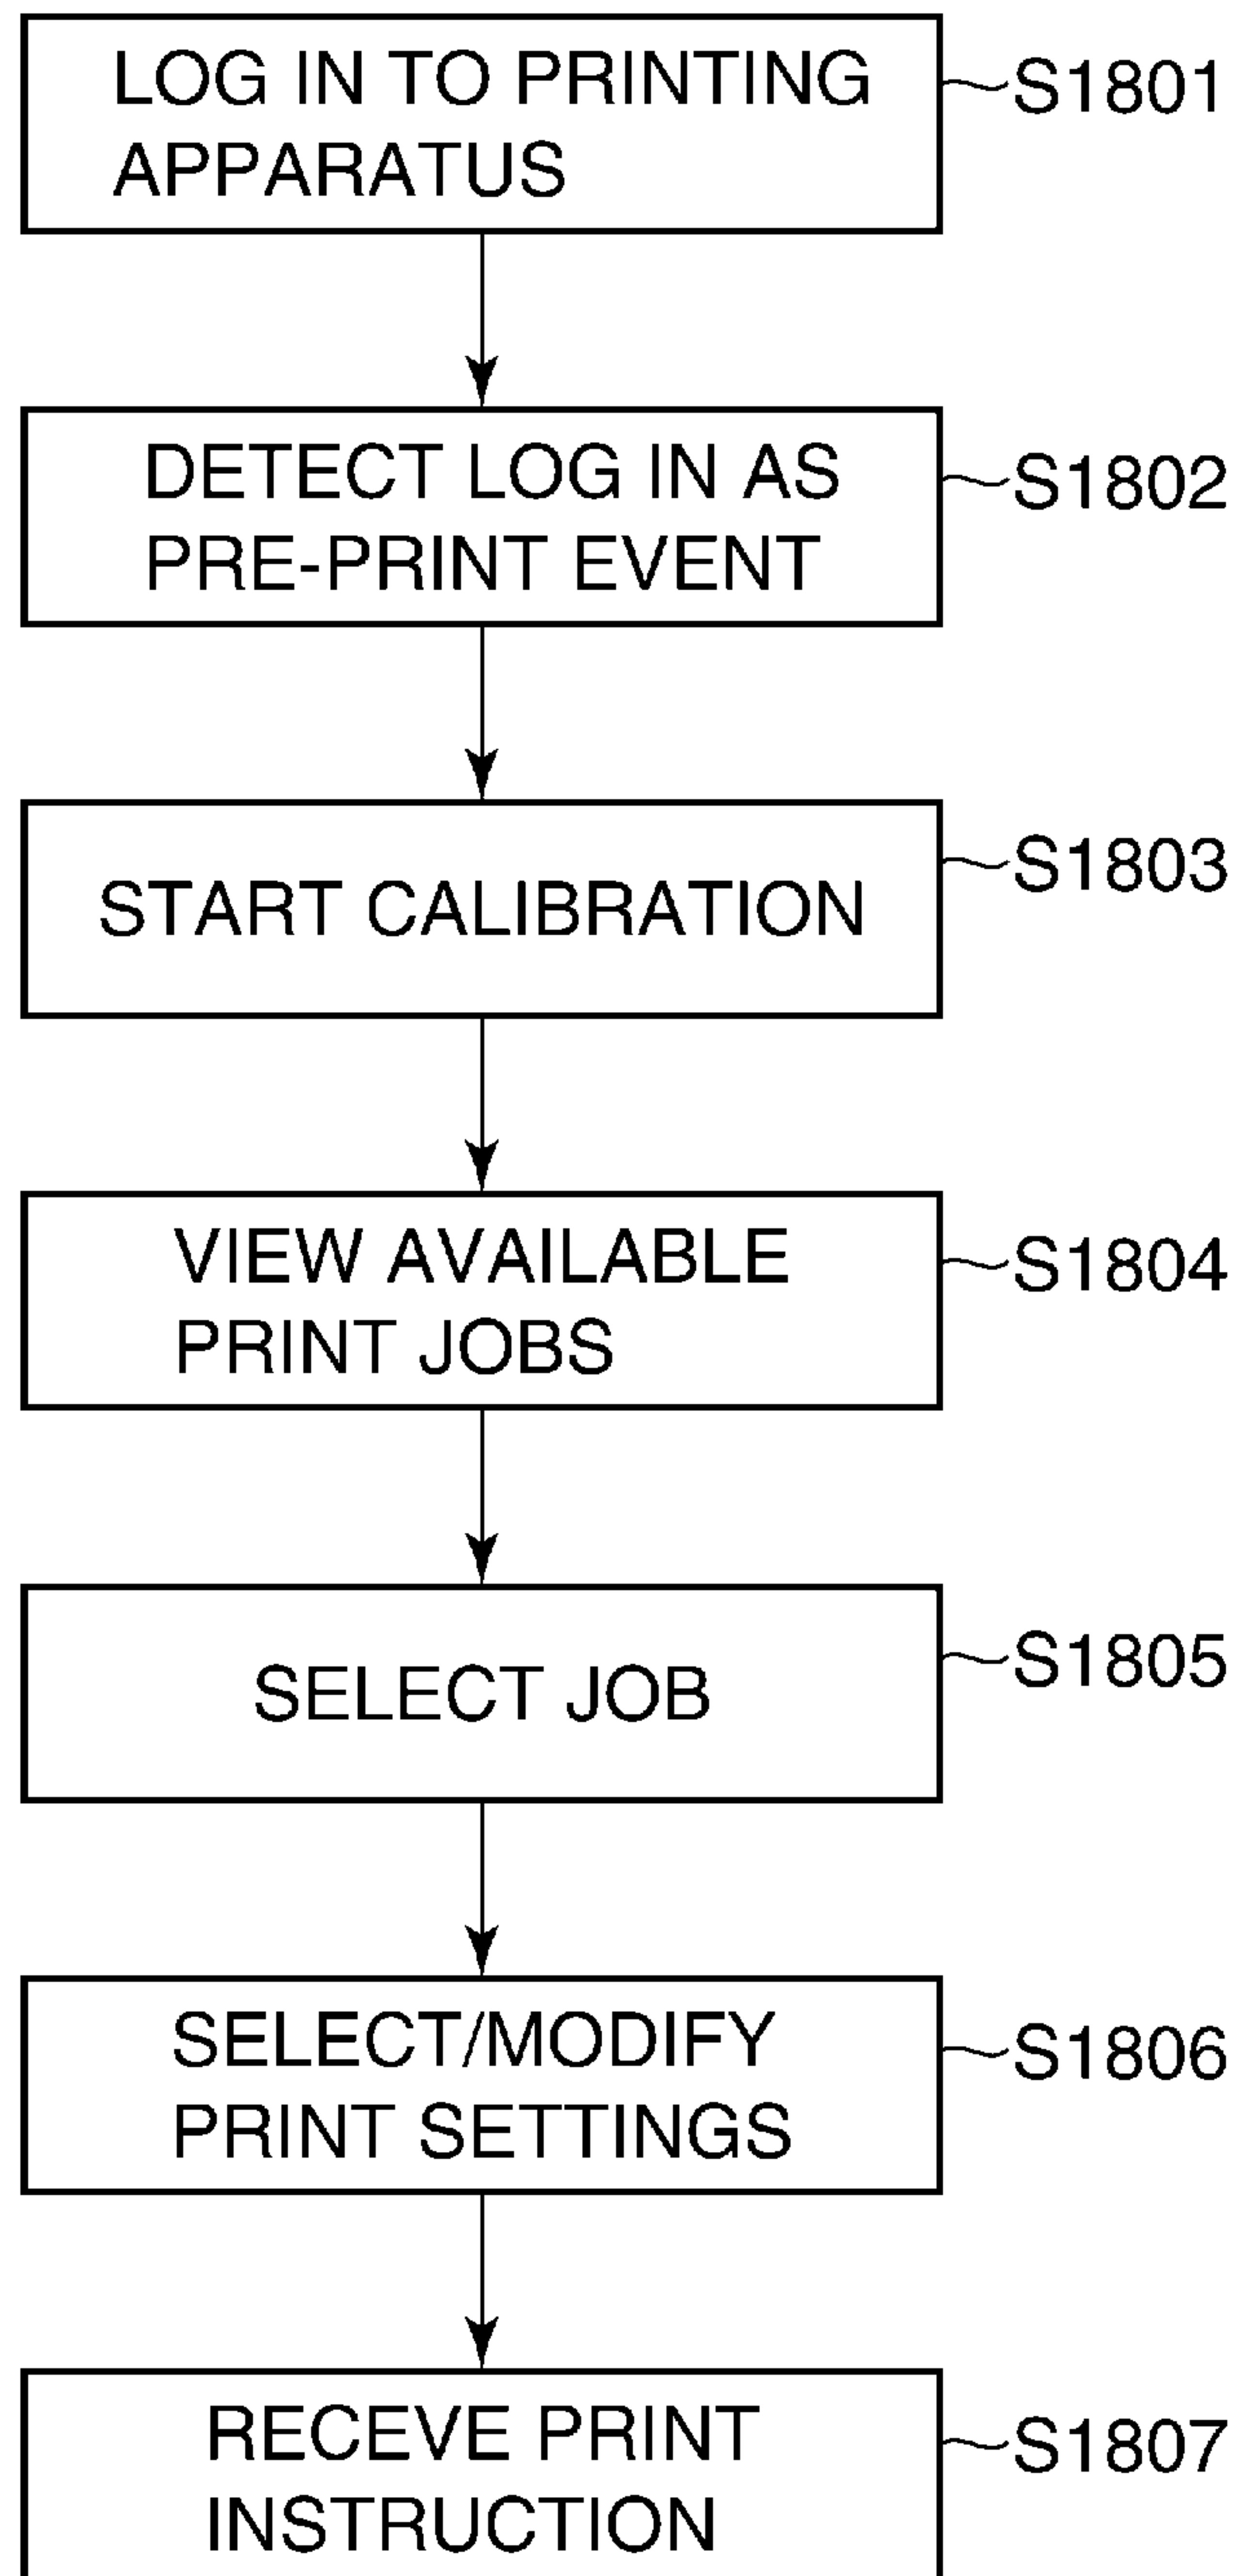 LOG IN TO PRINTING
APPARATUS
S1801
DETECT LOG IN AS
PRE-PRINT EVENT
S1802
START CALIBRATION
S1803
VIEW AVAILABLE
PRINT JOBS
S1804
SELECT JOB
S1805
SELECT/MODIFY
PRINT SETTINGS
S1806
RECEVE PRINT
INSTRUCTION
S1807